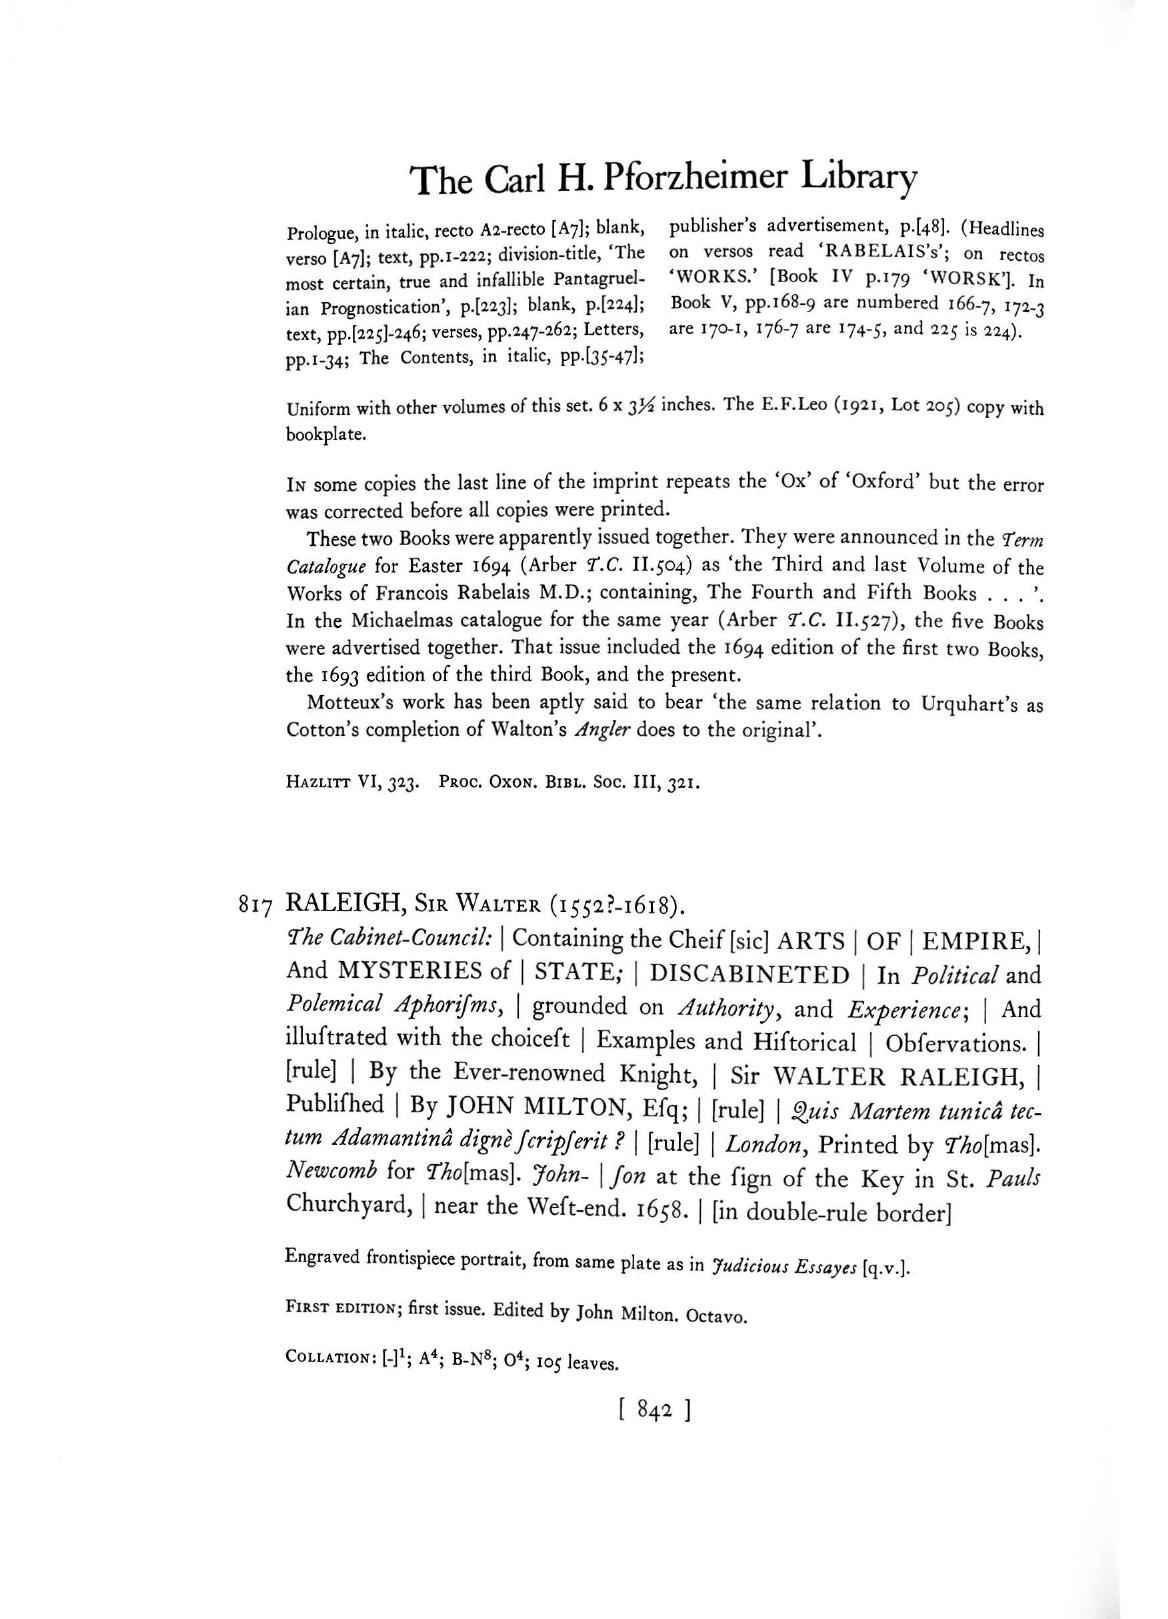 The Carl H. Pforzheimer Library
Prologue, in italic, recto A2-recto [A7]; blank,
verso [A7]; text, pp.1-222; division-title, ‘The
most certain, true and infallible Pantagruel-
ian Prognostication’, p.[223]; blank, p.[224];
text, pp.[225]-246; verses, pp.247-262; Letters,
pp.1-34; The Contents, in italic, pp.[35-47];
publisher’s advertisement, p.[48]. (Headlines
on versos read ‘RABELAIS’s’; on rectos
‘WORKS.’ [Book IV p.179 ‘WORSK’]. In
Book V, pp.168-9 are numbered 166-7, 172-3
are 170-1, 176-7 are 174-5, and 225 is 224).
Uniform with other volumes of this set. 6 x 3½ inches. The E.F.Leo (1921, Lot 205) copy with
bookplate.
IN some copies the last line of the imprint repeats the ‘Ox’ of ‘Oxford’ but the error
was corrected before all copies were printed.
These two Books were apparently issued together. They were announced in the Term
Catalogue for Easter 1694 (Arber T.C. II.504) as ‘the Third and last Volume of the
Works of Francois Rabelais M.D.; containing, The Fourth and Fifth Books . . . ’.
In the Michaelmas catalogue for the same year (Arber T.C. II.527), the five Books
were advertised together. That issue included the 1694 edition of the first two Books,
the 1693 edition of the third Book, and the present.
Motteux’s work has been aptly said to bear ‘the same relation to Urquhart’s as
Cotton’s completion of Walton’s Angler does to the original’.
HAZLITT VI, 323. PROC. OXON. BIBL. SOC. III, 321.
817 RALEIGH, SIR WALTER (1552?-1618).
The Cabinet-Council: | Containing the Cheif [sic] ARTS | OF | EMPIRE, |
And MYSTERIES of | STATE; | DISCABINETED | In Political and
Polemical Aphoriſms, | grounded on Authority, and Experience; | And
illuſtrated with the choiceſt | Examples and Hiſtorical | Obſervations. |
[rule] | By the Ever-renowned Knight, | Sir WALTER RALEIGH, |
Publiſhed | By JOHN MILTON, Eſq; | [rule] | Quis Martem tunicâ tec-
tum Adamantinâ dignè ſcripſerit ? | [rule] | London, Printed by Tho[mas].
Newcomb for Tho[mas]. John- | ſon at the ſign of the Key in St. Pauls
Churchyard, | near the Weſt-end. 1658. | [in double-rule border]
Engraved frontispiece portrait, from same plate as in Judicious Essayes [q.v.].
FIRST EDITION; first issue. Edited by John Milton. Octavo.
COLLATION: [-]¹; A⁴; B-N⁸; O⁴; 105 leaves.
[ 842 ]